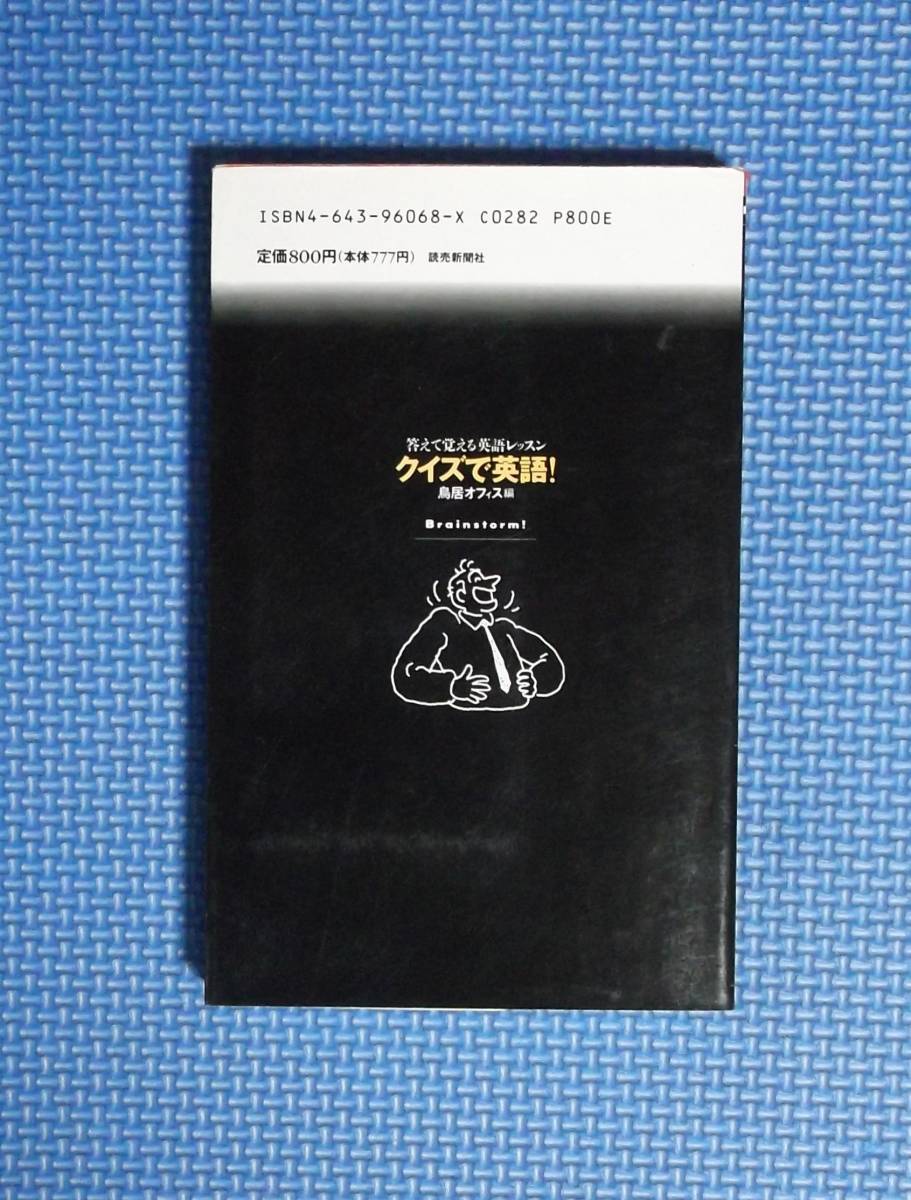 ISBN4-643-96068-X C0282 P800E
定価800円(本体777円) 読売新聞社
答えて覚える英語レッスン
クイズで英語!
鳥居オフィス編
Brainstorm!